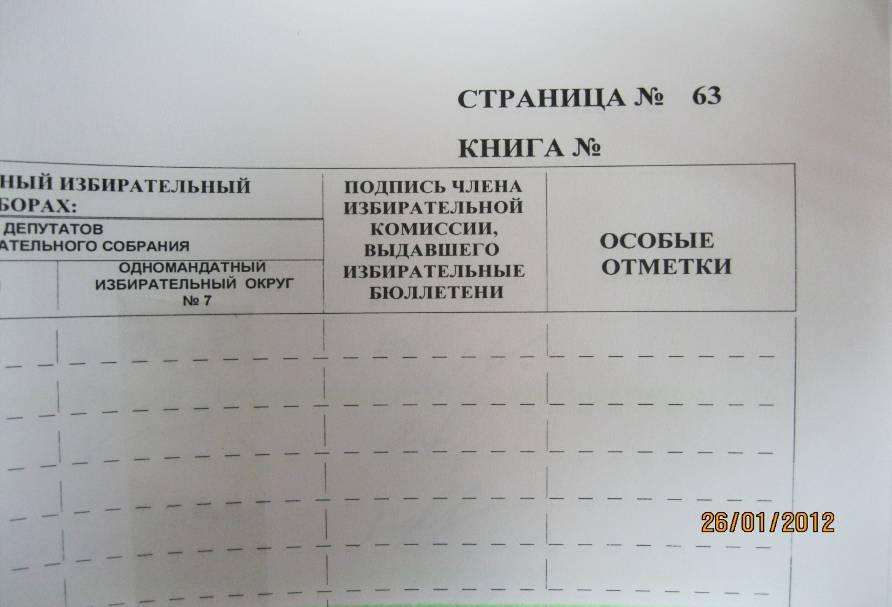 СТРАНИЦА № 63
КНИГА №
НЫЙ ИЗБИРАТЕЛЬНЫЙ
БОРАХ:
ДЕПУТАТОВ
АТЕЛЬНОГО СОБРАНИЯ
ОДНОМАНДАТНЫЙ
ИЗБИРАТЕЛЬНЫЙ ОКРУГ
№ 7
ПОДПИСЬ ЧЛЕНА
ИЗБИРАТЕЛЬНОЙ
КОМИССИИ,
ВЫДАВШЕГО
ИЗБИРАТЕЛЬНЫЕ
БЮЛЛЕТЕНИ
ОСОБЫЕ
ОТМЕТКИ
26/01/2012